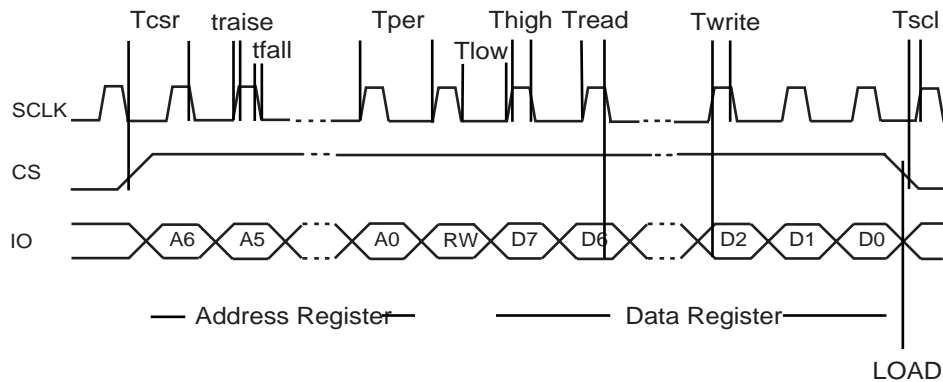 Tcsr traise Tper Thigh Tread Twrite Tscl
tfall Tlow
SCLK
CS
IO A6 A5 A0 RW D7 D6 D2 D1 D0
Address Register Data Register
LOAD